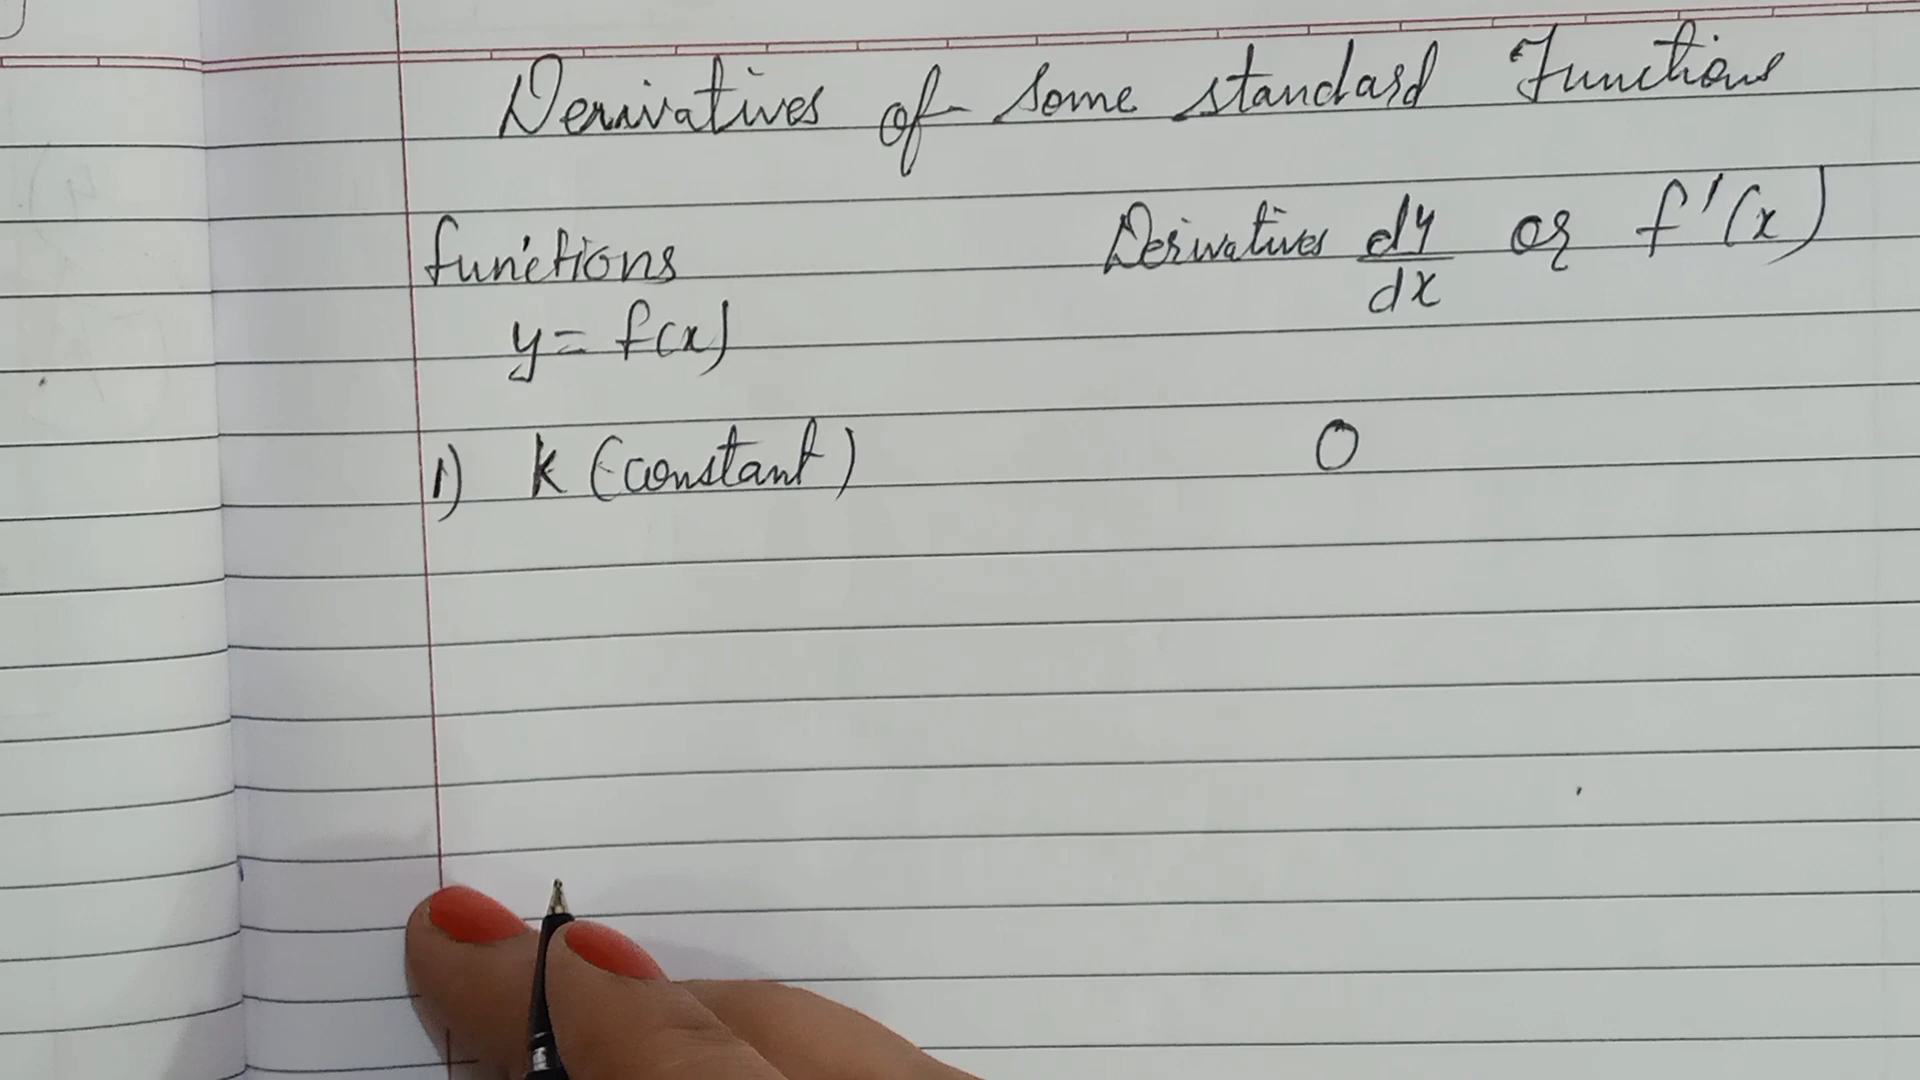 Derivatives of some standard Functions
functions Derivatives dy/dx or f'(x)
y = f(x)
1) k (constant) 0